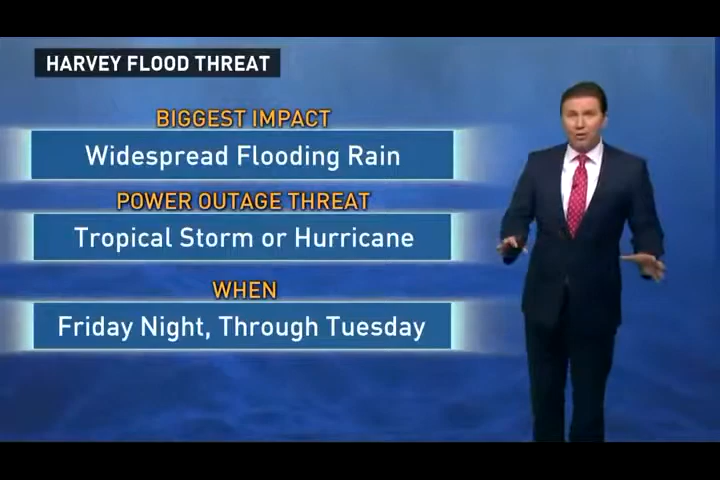 HARVEY FLOOD THREAT
BIGGEST IMPACT
Widespread Flooding Rain
POWER OUTAGE THREAT
Tropical Storm or Hurricane
WHEN
Friday Night, Through Tuesday